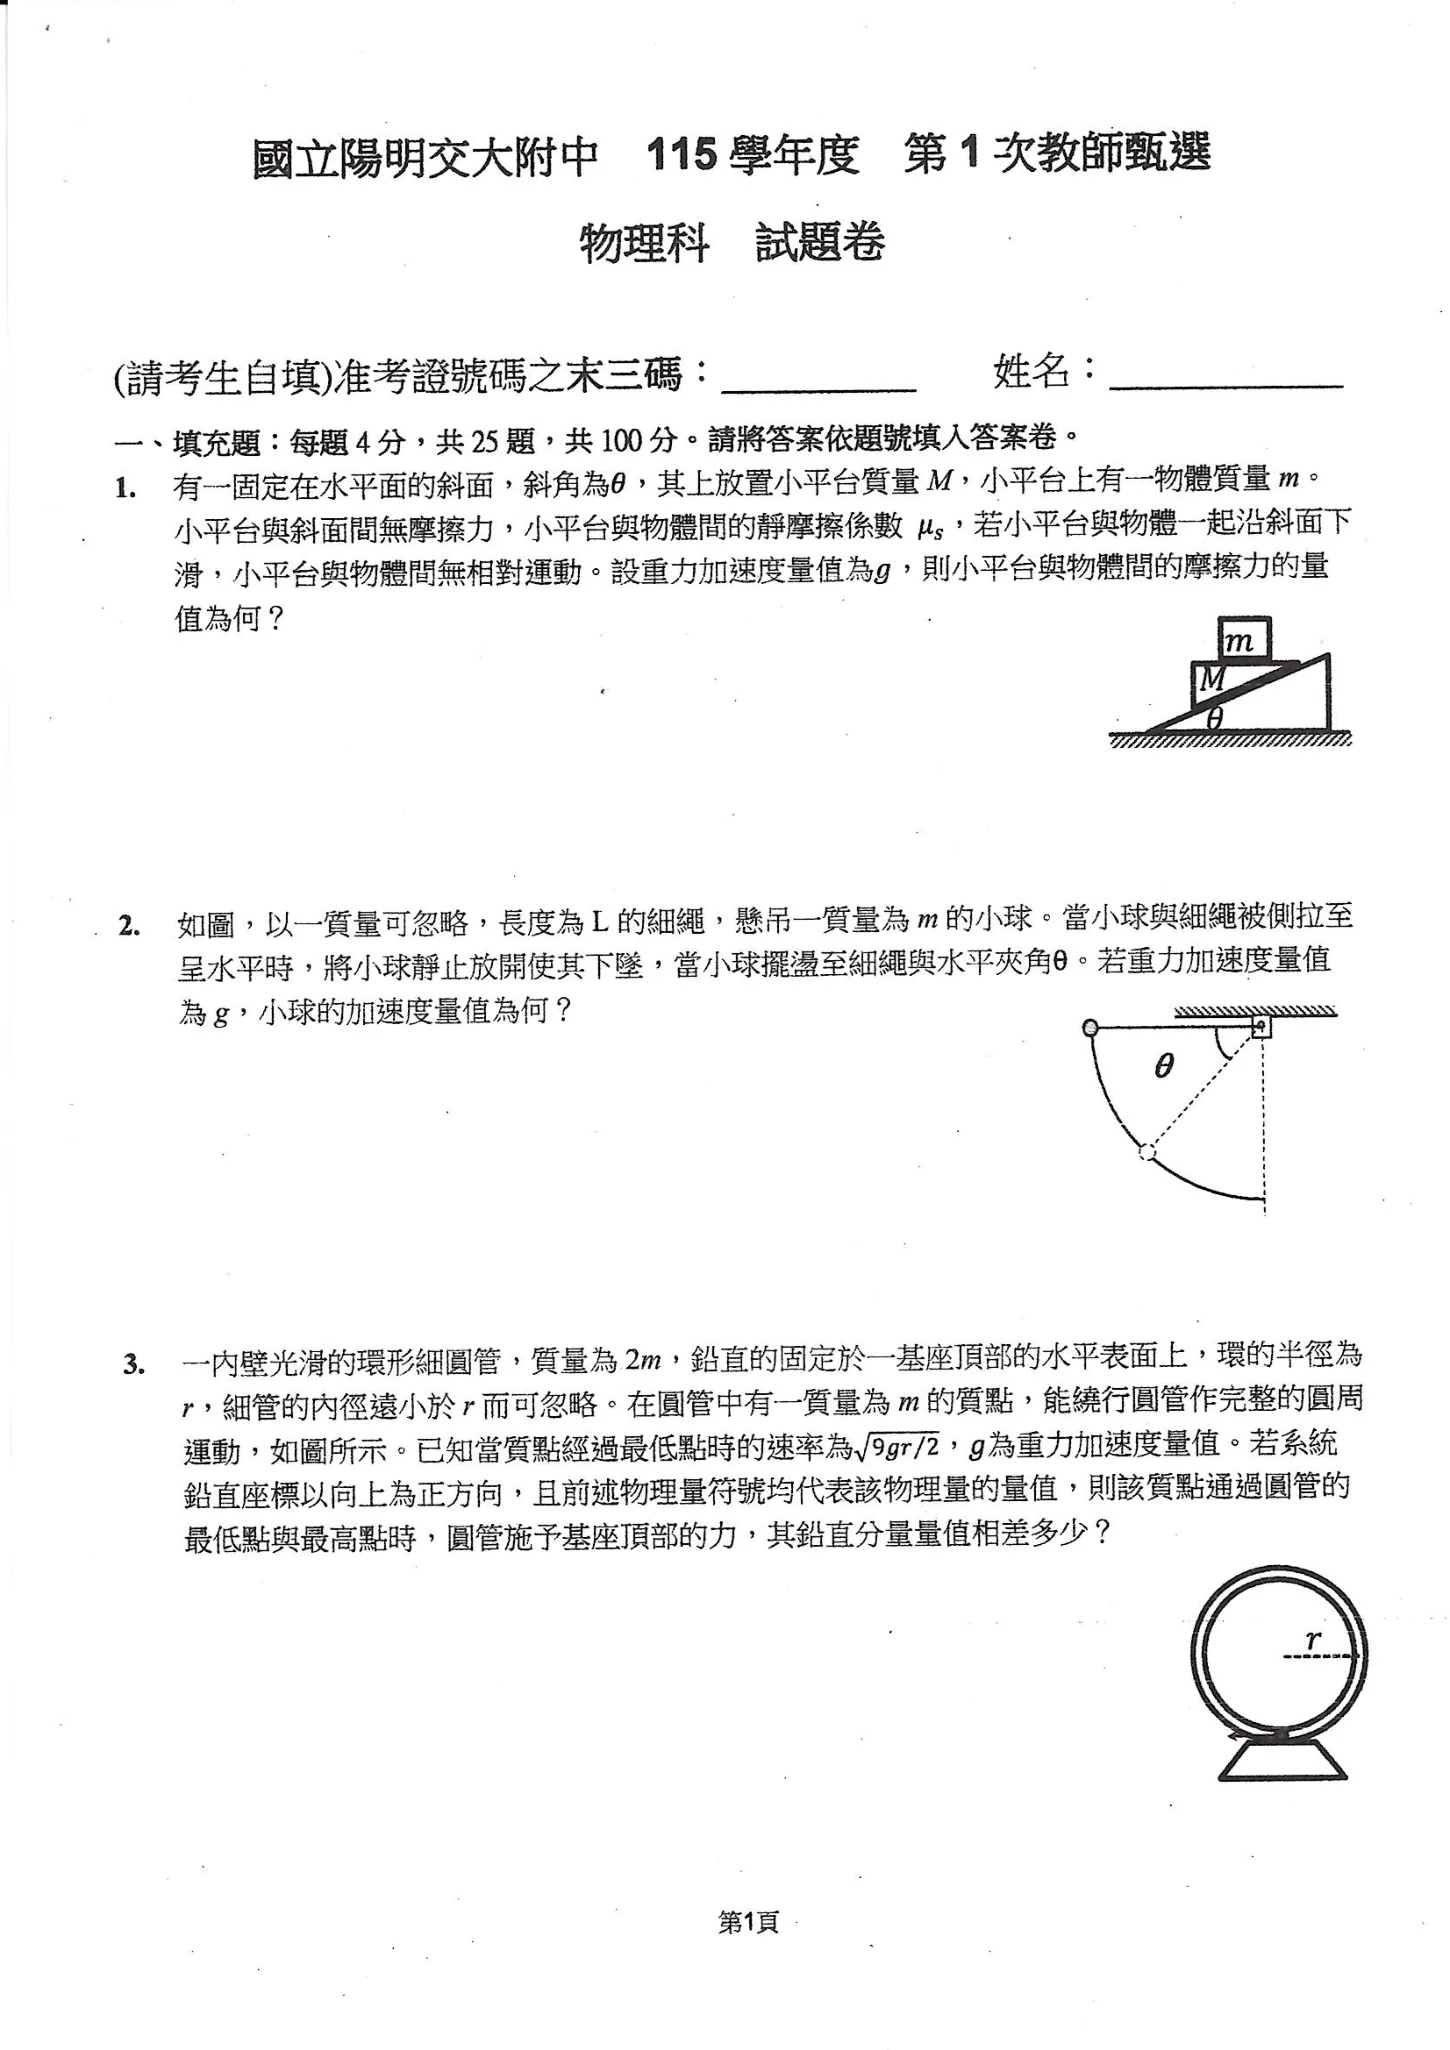 國立陽明交大附中 115 學年度 第 1 次教師甄選
物理科 試題卷
(請考生自填)准考證號碼之末三碼：__________ 姓名：____________
一、填充題：每題 4 分，共 25 題，共 100 分。請將答案依題號填入答案卷。
1. 有一固定在水平面的斜面，斜角為θ，其上放置小平台質量 M，小平台上有一物體質量 m。
小平台與斜面間無摩擦力，小平台與物體間的靜摩擦係數 μs，若小平台與物體一起沿斜面下
滑，小平台與物體間無相對運動。設重力加速度量值為g，則小平台與物體間的摩擦力的量
值為何？
m
M
θ
2. 如圖，以一質量可忽略，長度為 L 的細繩，懸吊一質量為 m 的小球。當小球與細繩被側拉至
呈水平時，將小球靜止放開使其下墜，當小球擺盪至細繩與水平夾角θ。若重力加速度量值
為 g，小球的加速度量值為何？
θ
3. 一內壁光滑的環形細圓管，質量為 2m，鉛直的固定於一基座頂部的水平表面上，環的半徑為
r，細管的內徑遠小於 r 而可忽略。在圓管中有一質量為 m 的質點，能繞行圓管作完整的圓周
運動，如圖所示。已知當質點經過最低點時的速率為√9gr/2，g為重力加速度量值。若系統
鉛直座標以向上為正方向，且前述物理量符號均代表該物理量的量值，則該質點通過圓管的
最低點與最高點時，圓管施予基座頂部的力，其鉛直分量量值相差多少？
r
第1頁